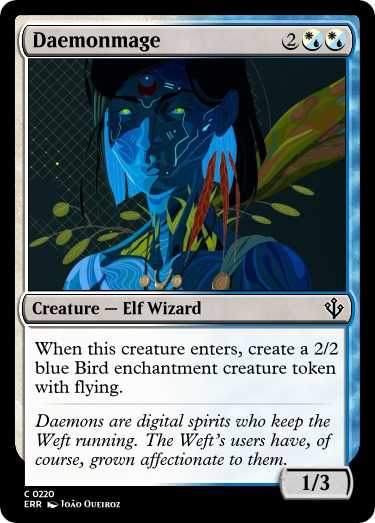 Daemonmage 2
Creature — Elf Wizard
When this creature enters, create a 2/2
blue Bird enchantment creature token
with flying.
Daemons are digital spirits who keep the
Weft running. The Weft's users have, of
course, grown affectionate to them.
1/3
C 0220
ERR João Queiroz